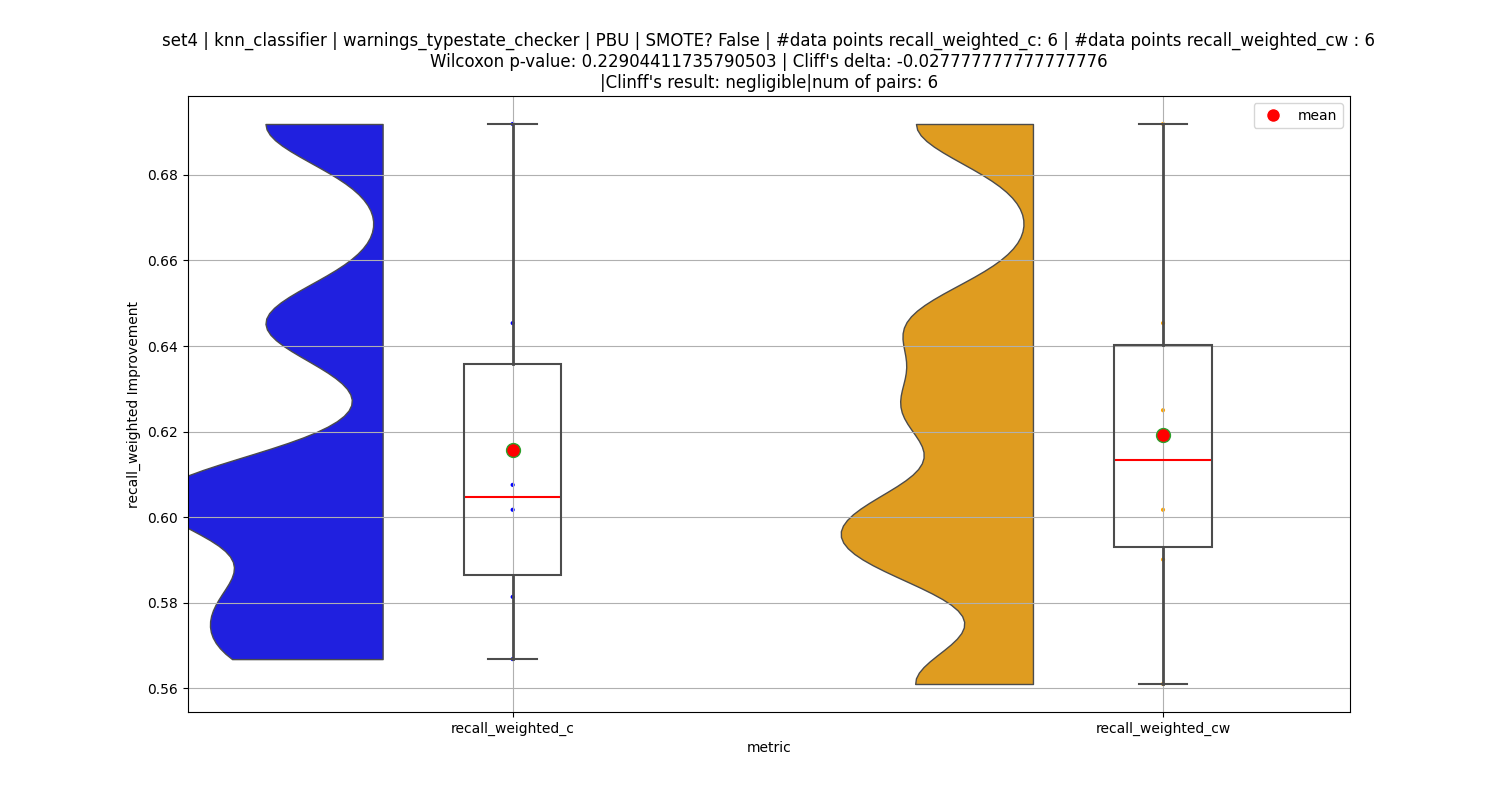 set4 | knn_classifier | warnings_typestate_checker | PBU | SMOTE? False | #data points recall_weighted_c: 6 | #data points recall_weighted_cw : 6
Wilcoxon p-value: 0.22904411735790503 | Cliff's delta: -0.027777777777777776
|Clinff's result: negligible|num of pairs: 6
mean
recall_weighted Improvement
0.68
0.66
0.64
0.62
0.60
0.58
0.56
recall_weighted_c
recall_weighted_cw
metric